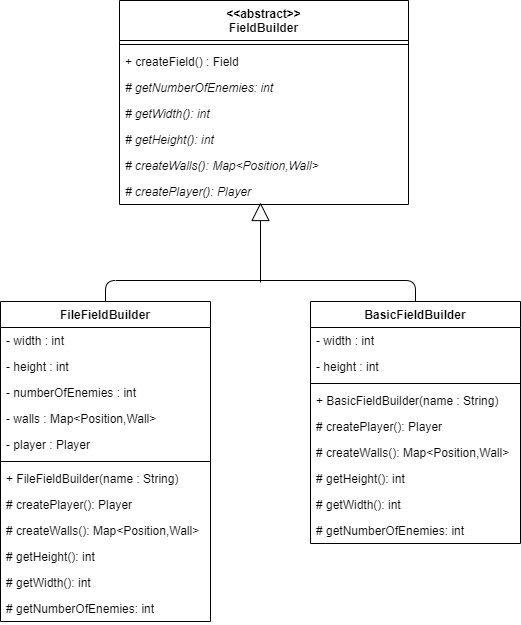 <<abstract>>
FieldBuilder
+ createField() : Field
# getNumberOfEnemies: int
# getWidth(): int
# getHeight(): int
# createWalls(): Map<Position,Wall>
# createPlayer(): Player
FileFieldBuilder
- width : int
- height : int
- numberOfEnemies : int
- walls : Map<Position,Wall>
- player : Player
+ FileFieldBuilder(name : String)
# createPlayer(): Player
# createWalls(): Map<Position,Wall>
# getHeight(): int
# getWidth(): int
# getNumberOfEnemies: int
BasicFieldBuilder
- width : int
- height : int
+ BasicFieldBuilder(name : String)
# createPlayer(): Player
# createWalls(): Map<Position,Wall>
# getHeight(): int
# getWidth(): int
# getNumberOfEnemies: int